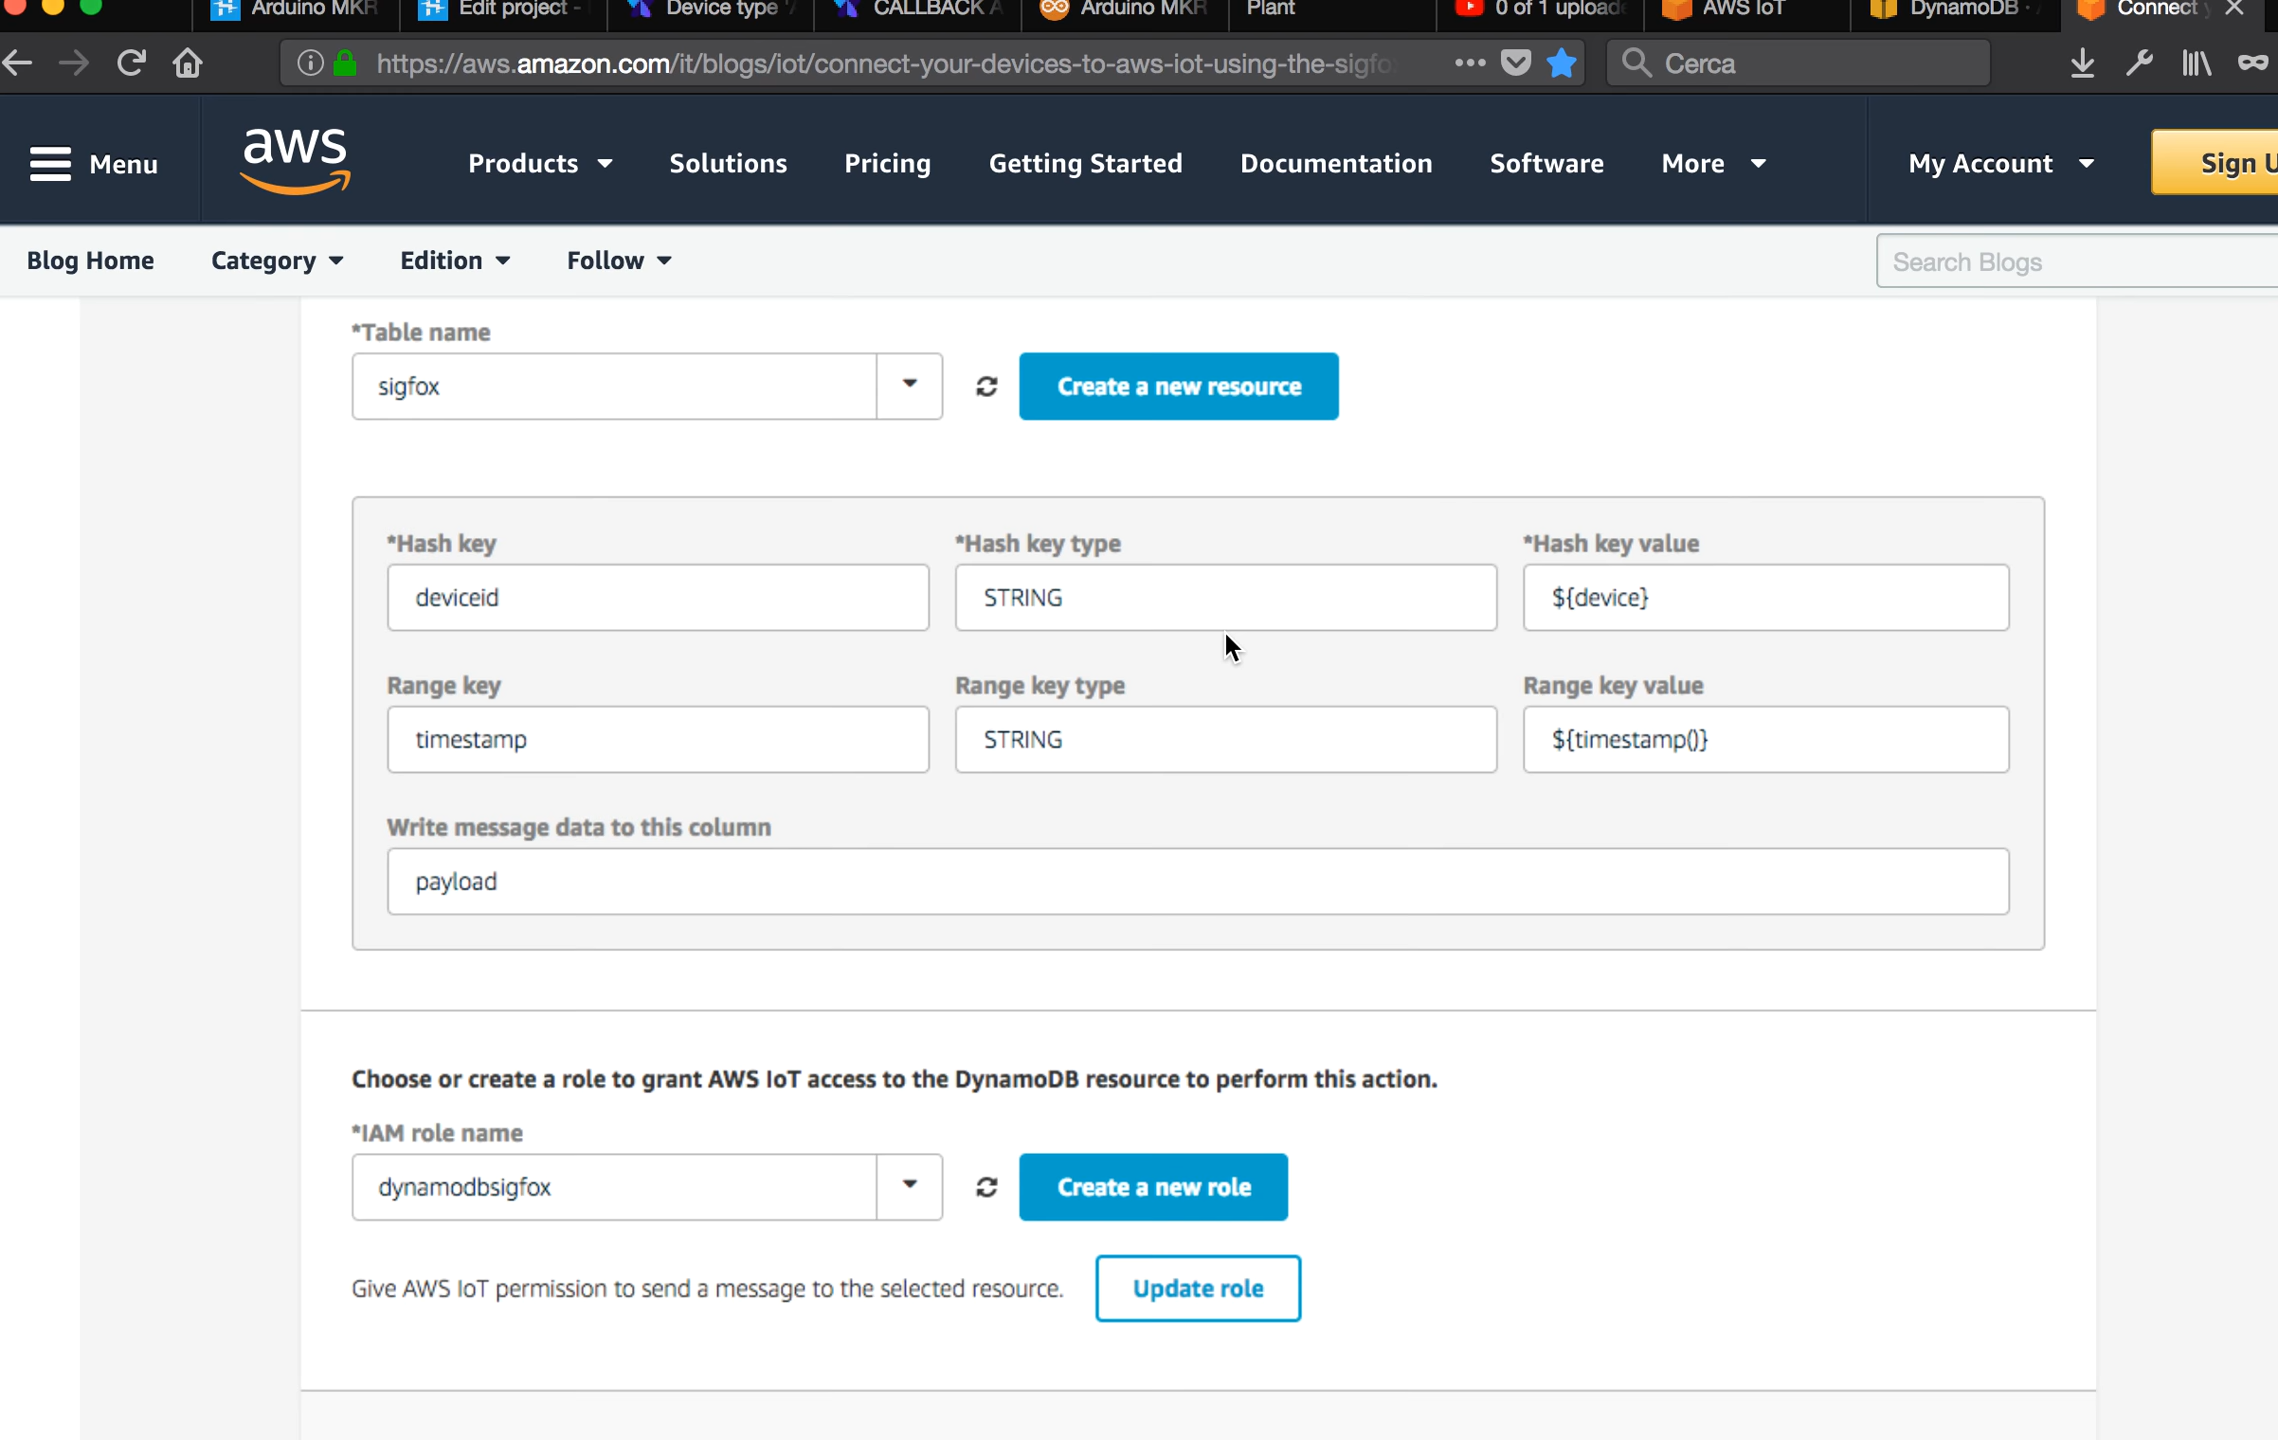 Arduino MKR
Edit project -
Device type '
CALLBACK A
Arduino MKR
Plant
0 of 1 upload
AWS IoT
DynamoDB ·
Connect
https://aws.amazon.com/it/blogs/iot/connect-your-devices-to-aws-iot-using-the-sigfo
Cerca
Menu
aws
Products
Solutions
Pricing
Getting Started
Documentation
Software
More
My Account
Sign U
Blog Home
Category
Edition
Follow
Search Blogs
*Table name
sigfox
Create a new resource
*Hash key
*Hash key type
*Hash key value
deviceid
STRING
${device}
Range key
Range key type
Range key value
timestamp
STRING
${timestamp()}
Write message data to this column
payload
Choose or create a role to grant AWS IoT access to the DynamoDB resource to perform this action.
*IAM role name
dynamodbsigfox
Create a new role
Give AWS IoT permission to send a message to the selected resource.
Update role